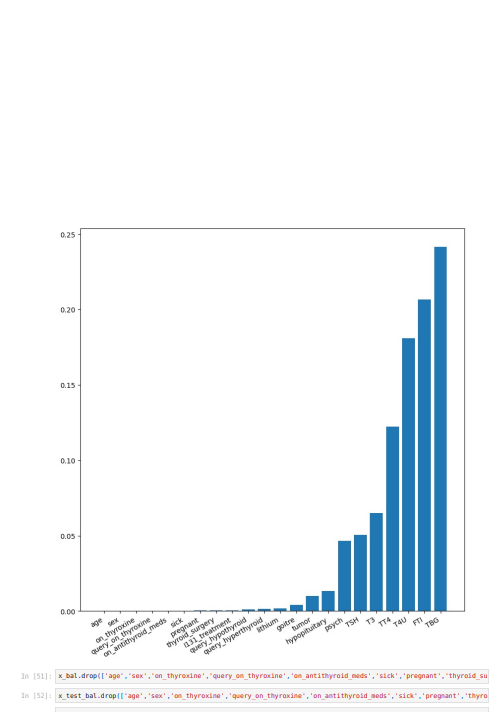 0.25
0.20
0.15
0.10
0.05
0.00
age
sex
on_thyroxine
query_on_thyroxine
on_antithyroid_meds
sick
pregnant
thyroid_surgery
I131_treatment
query_hypothyroid
query_hyperthyroid
lithium
goitre
tumor
hypopituitary
psych
TSH
T3
TT4
T4U
FTI
TBG
In [51]: x_bal.drop(['age','sex','on_thyroxine','query_on_thyroxine','on_antithyroid_meds','sick','pregnant','thyroid_su
In [52]: x_test_bal.drop(['age','sex','on_thyroxine','query_on_thyroxine','on_antithyroid_meds','sick','pregnant','thyro